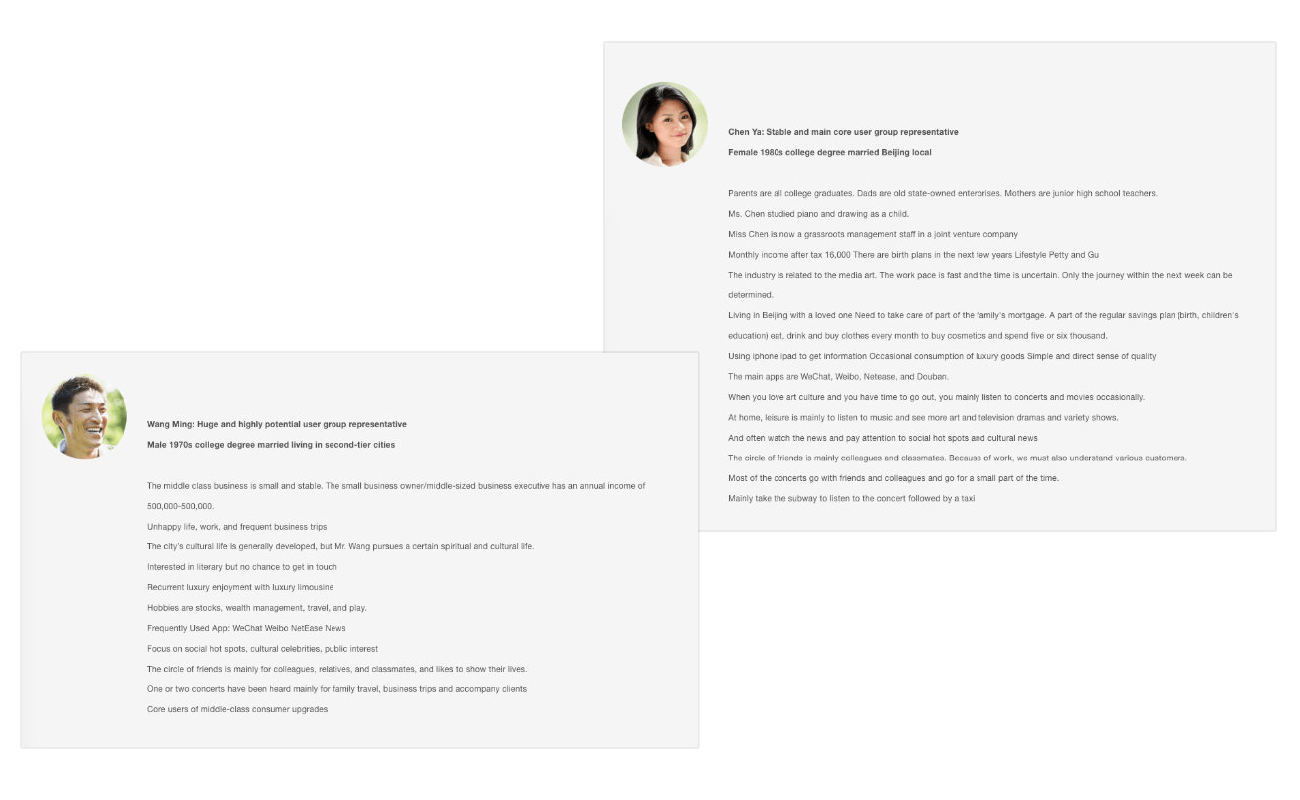 Chen Ya: Stable and main core user group representative
Female 1980s college degree married Beijing local
Parents are all college graduates. Dads are old state-owned enterprises. Mothers are junior high school teachers.
Ms. Chen studied piano and drawing as a child.
Miss Chen is now a grassroots management staff in a joint venture company
Monthly income after tax 16,000 There are birth plans in the next few years Lifestyle Petty and Gu
The industry is related to the media art. The work pace is fast and the time is uncertain. Only the journey within the next week can be
determined.
Living in Beijing with a loved one Need to take care of part of the family's mortgage. A part of the regular savings plan (birth, children's
education) eat, drink and buy clothes every month to buy cosmetics and spend five or six thousand.
Using iphone ipad to get information Occasional consumption of luxury goods Simple and direct sense of quality
The main apps are WeChat, Weibo, Netease, and Douban.
When you love art culture and you have time to go out, you mainly listen to concerts and movies occasionally.
At home, leisure is mainly to listen to music and see more art and television dramas and variety shows.
And often watch the news and pay attention to social hot spots and cultural news
The circle of friends is mainly colleagues and classmates. Because of work, we must also understand various customers.
Most of the concerts go with friends and colleagues and go for a small part of the time.
Mainly take the subway to listen to the concert followed by a taxi
Wang Ming: Huge and highly potential user group representative
Male 1970s college degree married living in second-tier cities
The middle class business is small and stable. The small business owner/middle-sized business executive has an annual income of
500,000-500,000.
Unhappy life, work, and frequent business trips
The city's cultural life is generally developed, but Mr. Wang pursues a certain spiritual and cultural life.
Interested in literary but no chance to get in touch
Recurrent luxury enjoyment with luxury limousine
Hobbies are stocks, wealth management, travel, and play.
Frequently Used App: WeChat Weibo NetEase News
Focus on social hot spots, cultural celebrities, public interest
The circle of friends is mainly for colleagues, relatives, and classmates, and likes to show their lives.
One or two concerts have been heard mainly for family travel, business trips and accompany clients
Core users of middle-class consumer upgrades